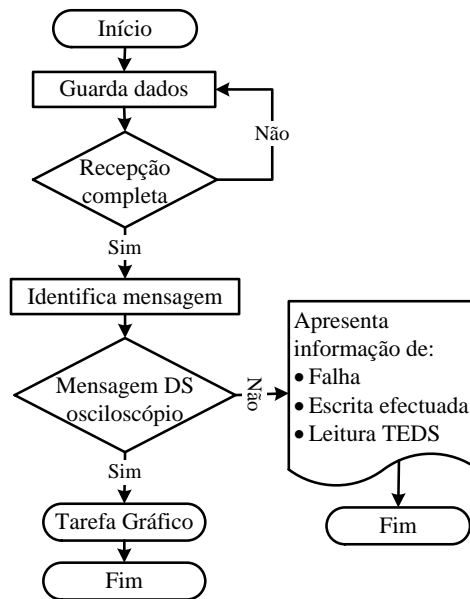 Início
Guarda dados
Não
Recepção
completa
Sim
Identifica mensagem
Mensagem DS
osciloscópio
Não
Apresenta
informação de:
• Falha
• Escrita efectuada
• Leitura TEDS
Sim
Tarefa Gráfico
Fim
Fim